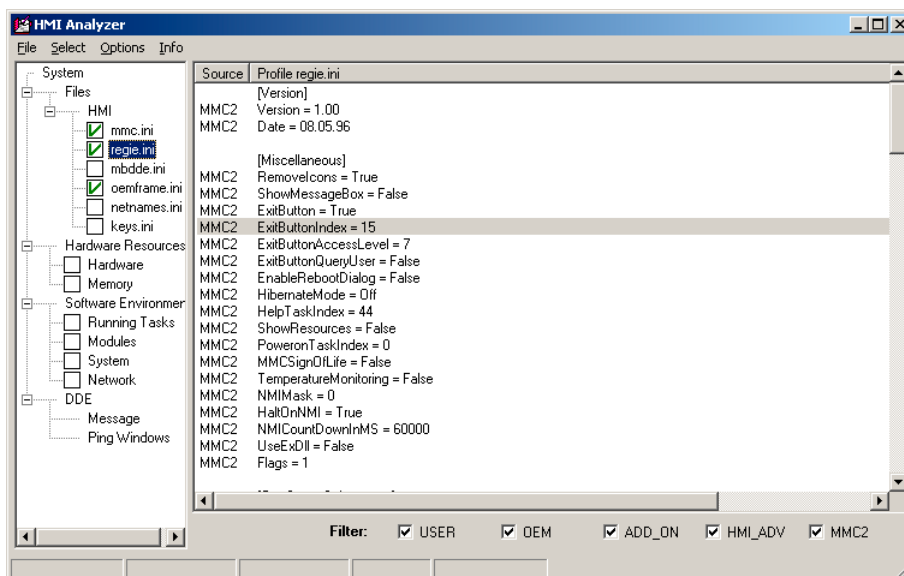 HMI Analyzer
File Select Options Info
System
Files
HMI
mmc.ini
regie.ini
mbdde.ini
oemframe.ini
netnames.ini
keys.ini
Hardware Resources
Hardware
Memory
Software Environmer
Running Tasks
Modules
System
Network
DDE
Message
Ping Windows
Source Profile regie.ini
[Version]
MMC2 Version = 1.00
MMC2 Date = 08.05.96
[Miscellaneous]
MMC2 RemoveIcons = True
MMC2 ShowMessageBox = False
MMC2 ExitButton = True
MMC2 ExitButtonIndex = 15
MMC2 ExitButtonAccessLevel = 7
MMC2 ExitButtonQueryUser = False
MMC2 EnableRebootDialog = False
MMC2 HibernateMode = Off
MMC2 HelpTaskIndex = 44
MMC2 ShowResources = False
MMC2 PoweronTaskIndex = 0
MMC2 MMCSignOfLife = False
MMC2 TemperatureMonitoring = False
MMC2 NMIMask = 0
MMC2 HaltOnNMI = True
MMC2 NMICountDownInMS = 60000
MMC2 UseExDll = False
MMC2 Flags = 1
Filter: USER OEM ADD_ON HMI_ADV MMC2